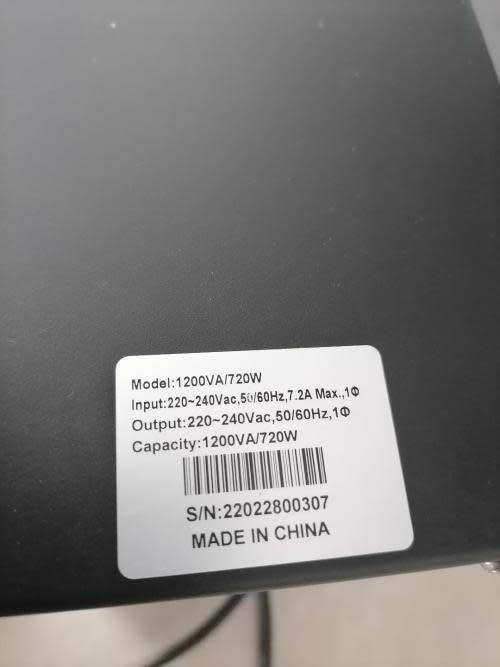 Model:1200VA/720W
Input:220~240Vac,50/60Hz,7.2A Max.,1Φ
Output:220~240Vac,50/60Hz,1Φ
Capacity:1200VA/720W
S/N:22022800307
MADE IN CHINA